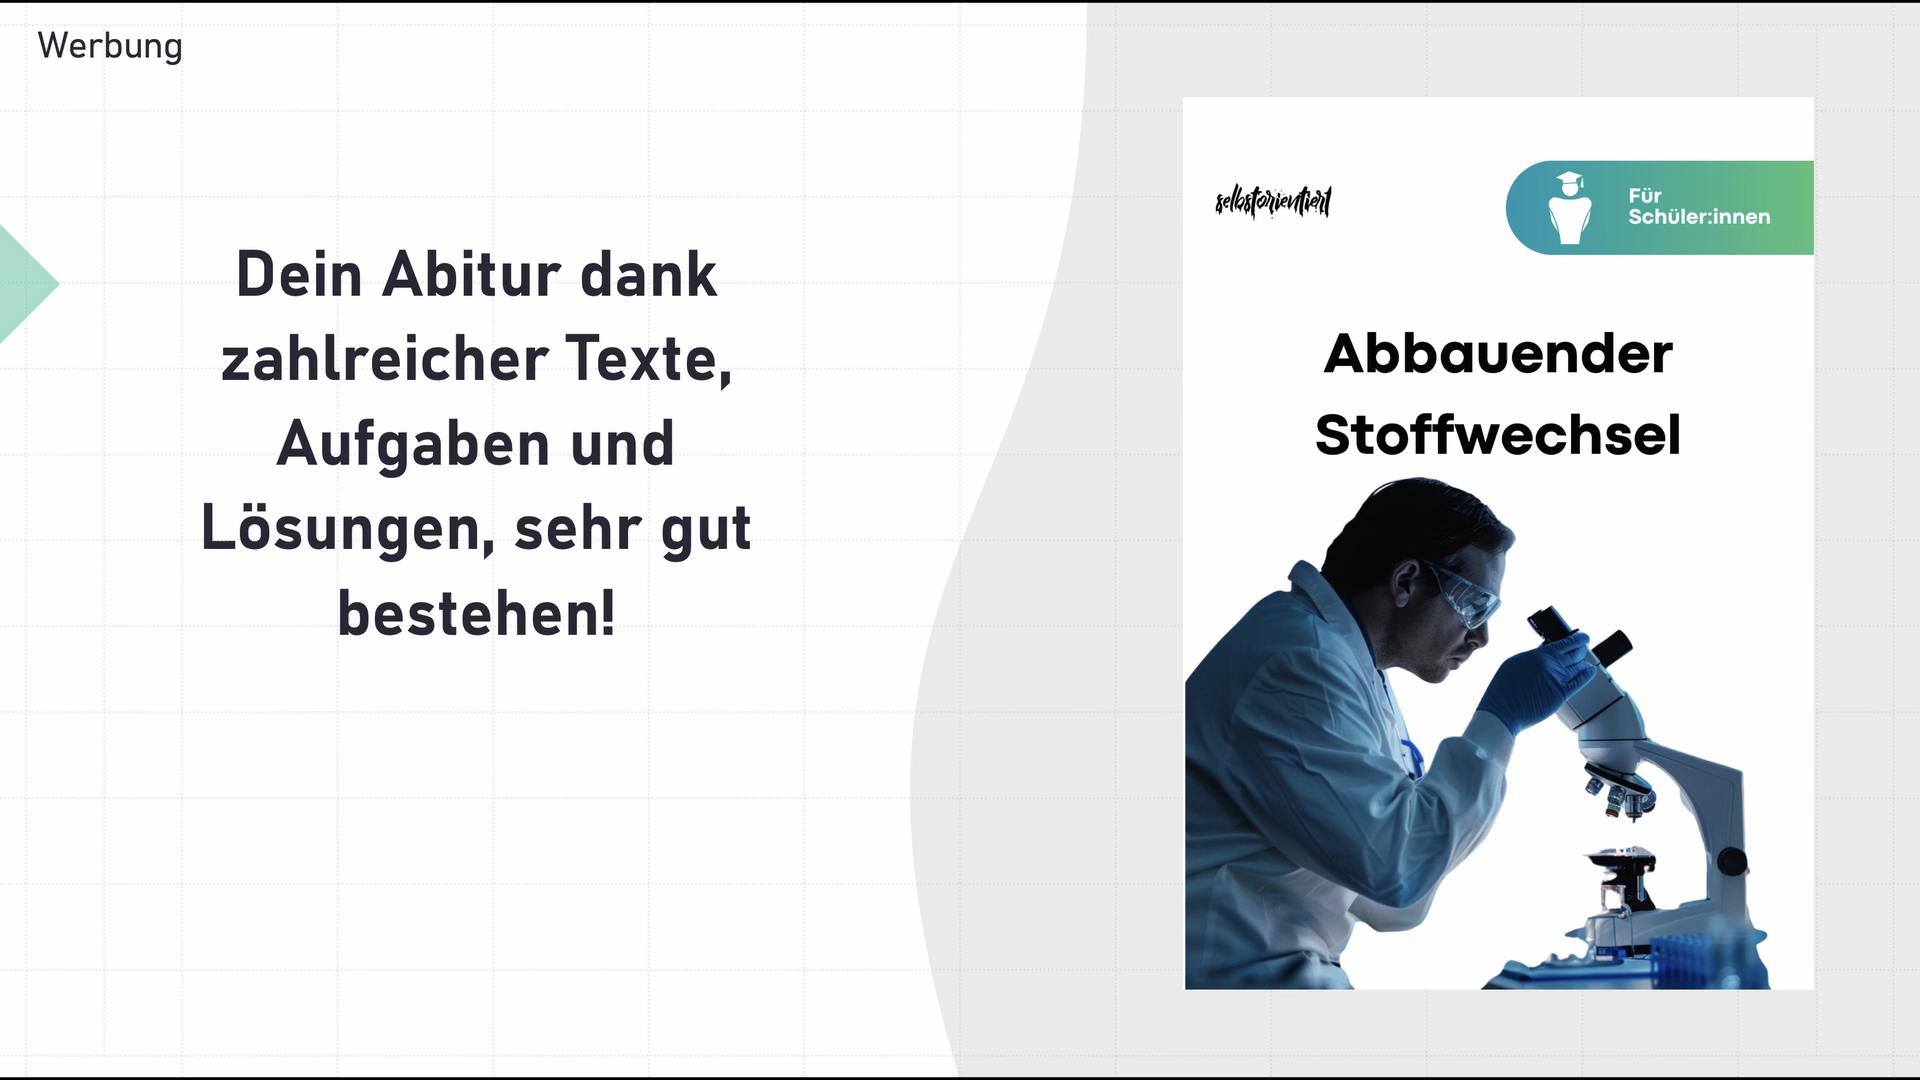 Werbung
Dein Abitur dank
zahlreicher Texte,
Aufgaben und
Lösungen, sehr gut
bestehen!
selbstorientiert
Für
Schüler:innen
Abbauender
Stoffwechsel